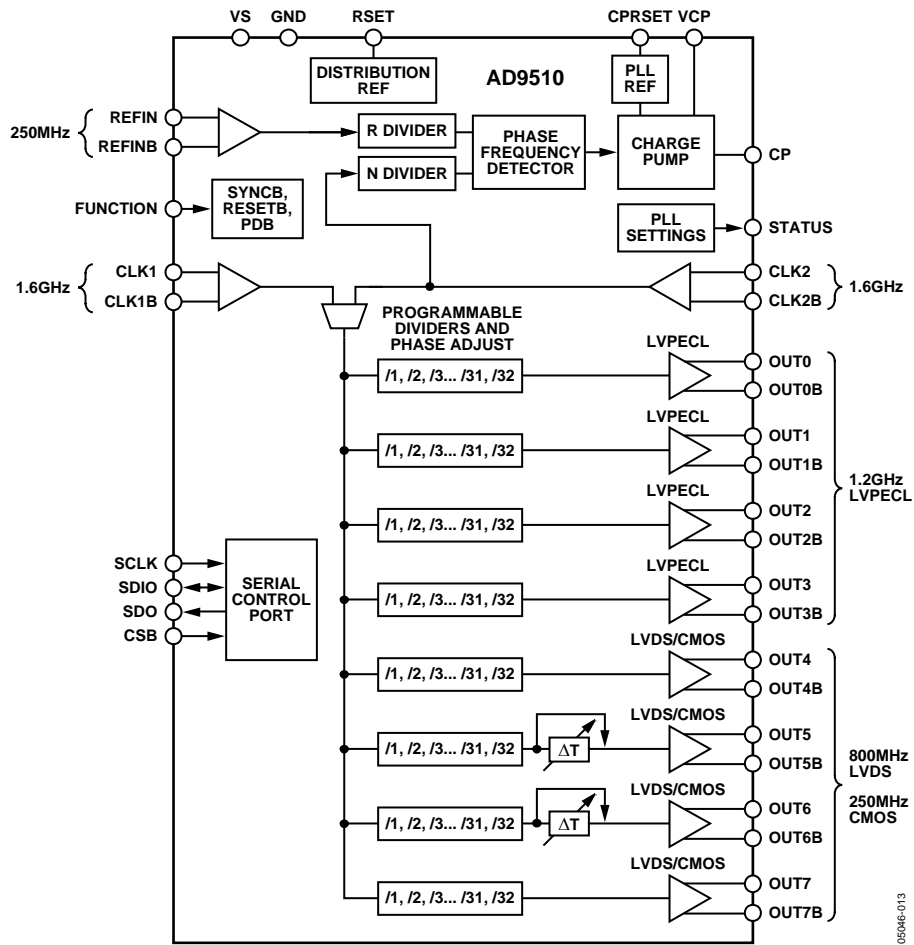 VS GND RSET CPRSET VCP
DISTRIBUTION
REF
AD9510
PLL
REF
250MHz
REFIN
REFINB
R DIVIDER
N DIVIDER
PHASE
FREQUENCY
DETECTOR
CHARGE
PUMP
CP
FUNCTION
SYNCB,
RESETB,
PDB
PLL
SETTINGS
STATUS
1.6GHz
CLK1
CLK1B
CLK2
CLK2B
1.6GHz
PROGRAMMABLE
DIVIDERS AND
PHASE ADJUST
/1, /2, /3... /31, /32
LVPECL
OUT0
OUT0B
/1, /2, /3... /31, /32
LVPECL
OUT1
OUT1B
/1, /2, /3... /31, /32
LVPECL
OUT2
OUT2B
/1, /2, /3... /31, /32
LVPECL
OUT3
OUT3B
1.2GHz
LVPECL
SCLK
SDIO
SDO
CSB
SERIAL
CONTROL
PORT
/1, /2, /3... /31, /32
LVDS/CMOS
OUT4
OUT4B
/1, /2, /3... /31, /32
ΔT
LVDS/CMOS
OUT5
OUT5B
/1, /2, /3... /31, /32
ΔT
LVDS/CMOS
OUT6
OUT6B
/1, /2, /3... /31, /32
LVDS/CMOS
OUT7
OUT7B
800MHz
LVDS
250MHz
CMOS
05046-013